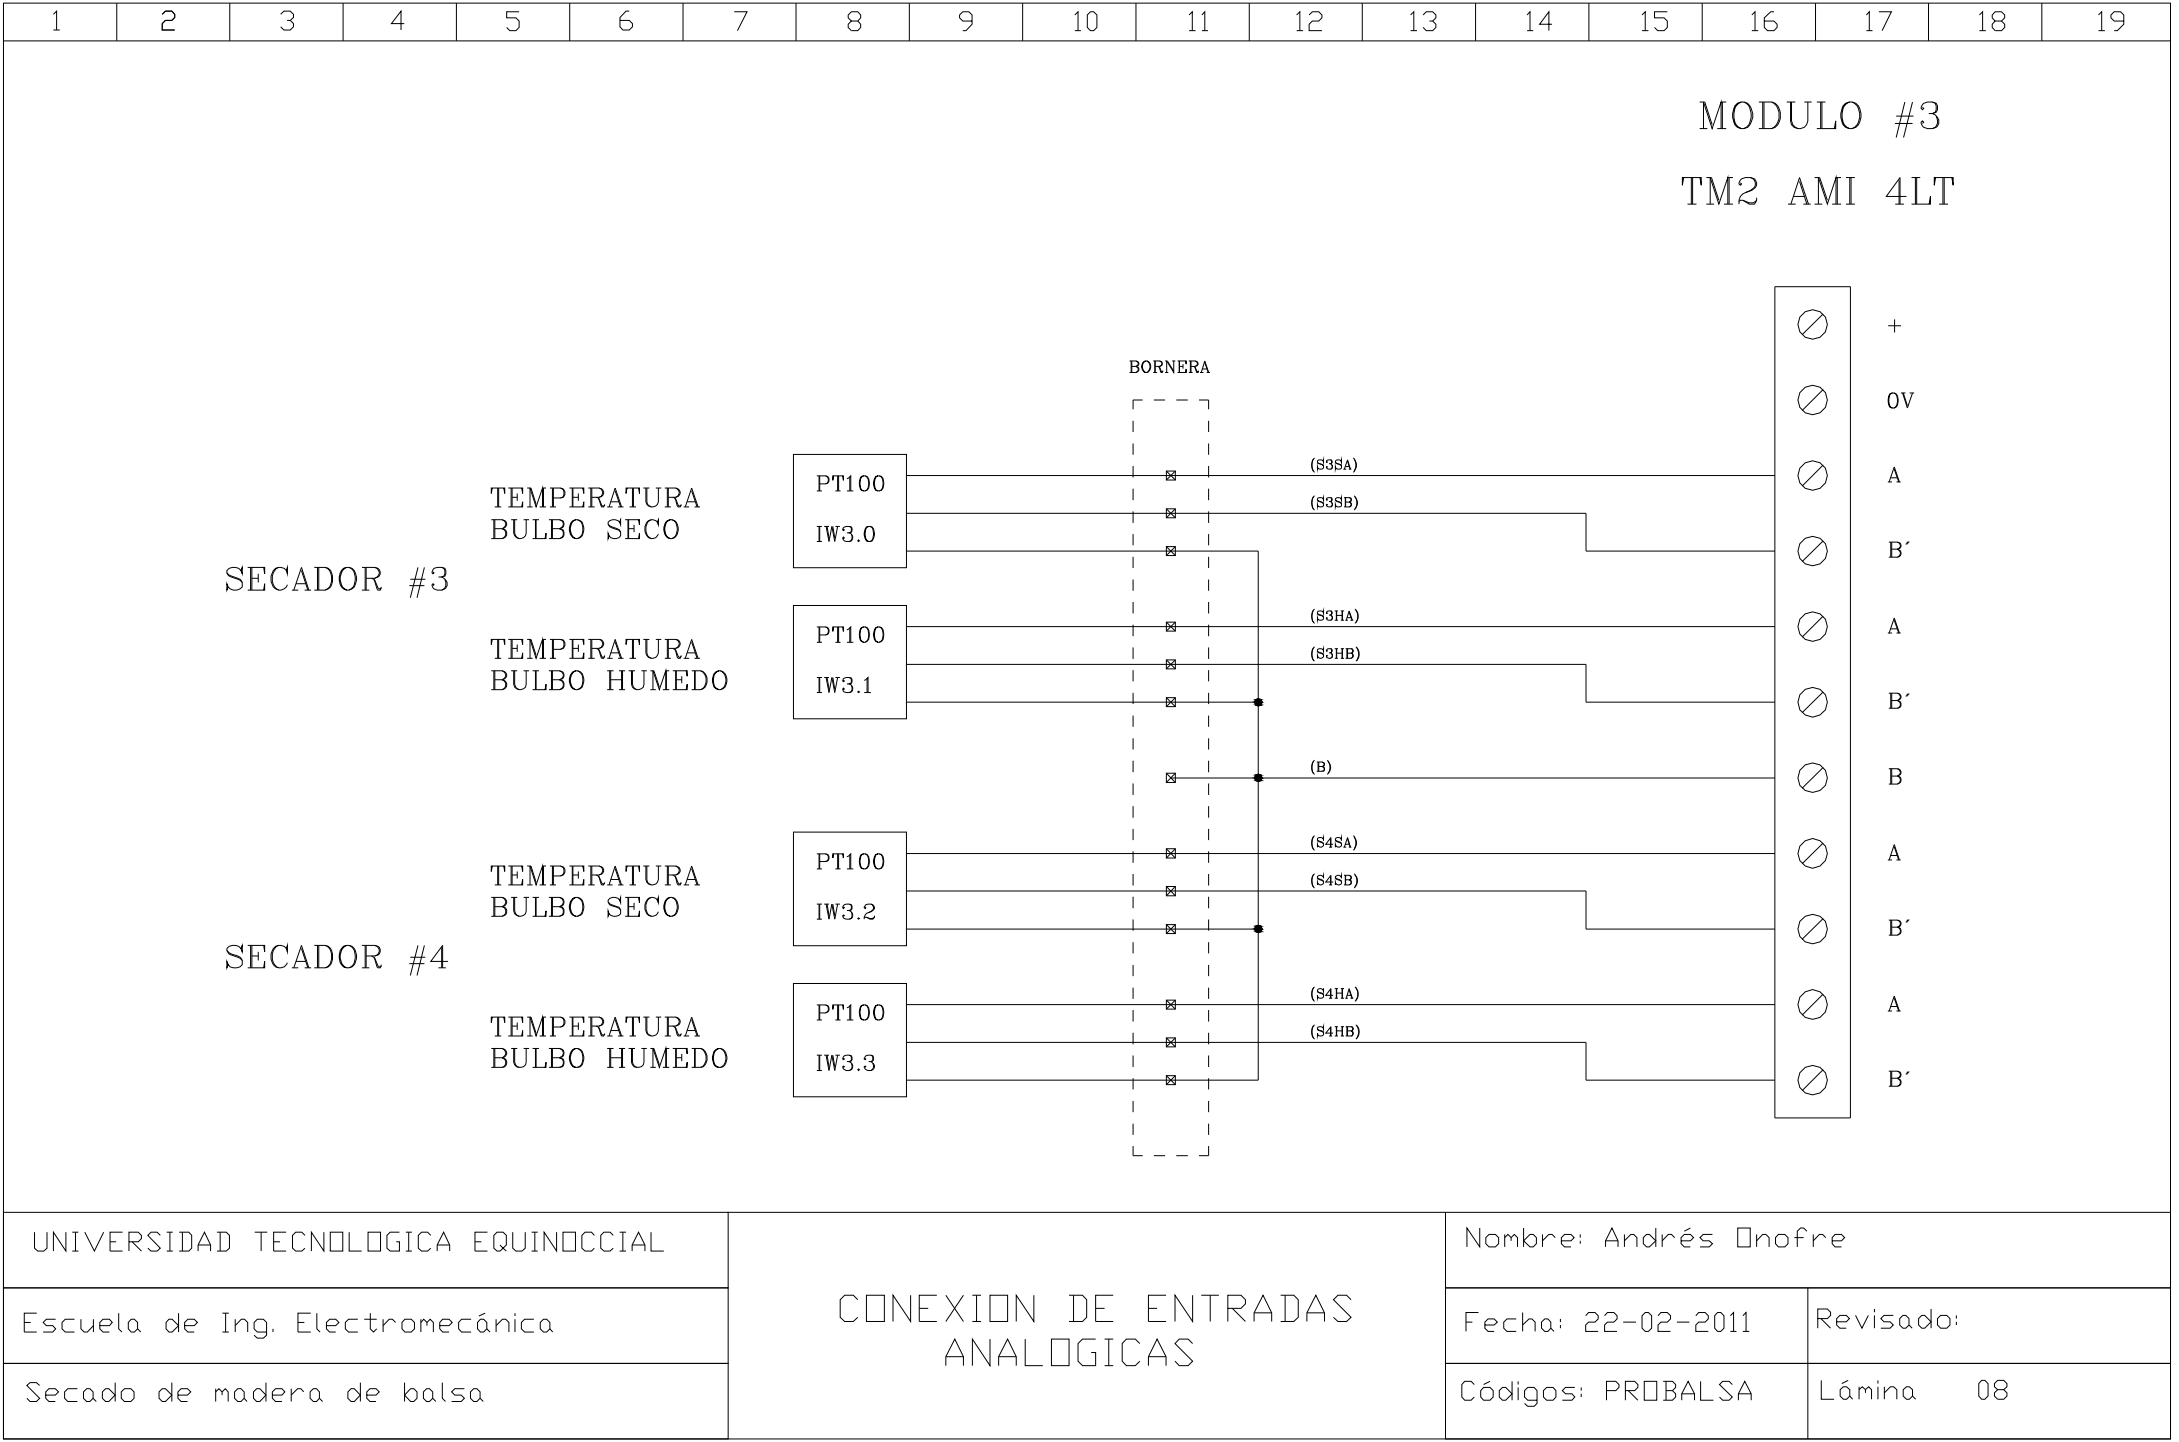 1 2 3 4 5 6 7 8 9 10 11 12 13 14 15 16 17 18 19
MODULO #3
TM2 AMI 4LT
+
BORNERA
0V
SECADOR #3
TEMPERATURA
BULBO SECO
PT100
IW3.0
(S3SA)
A
(S3SB)
B´
TEMPERATURA
BULBO HUMEDO
PT100
IW3.1
(S3HA)
A
(S3HB)
B´
(B)
B
SECADOR #4
TEMPERATURA
BULBO SECO
PT100
IW3.2
(S4SA)
A
(S4SB)
B´
TEMPERATURA
BULBO HUMEDO
PT100
IW3.3
(S4HA)
A
(S4HB)
B´
UNIVERSIDAD TECNOLOGICA EQUINOCCIAL
Escuela de Ing. Electromecánica
Secado de madera de balsa
CONEXION DE ENTRADAS
ANALOGICAS
Nombre: Andrés Onofre
Fecha: 22-02-2011
Revisado:
Códigos: PROBALSA
Lámina 08